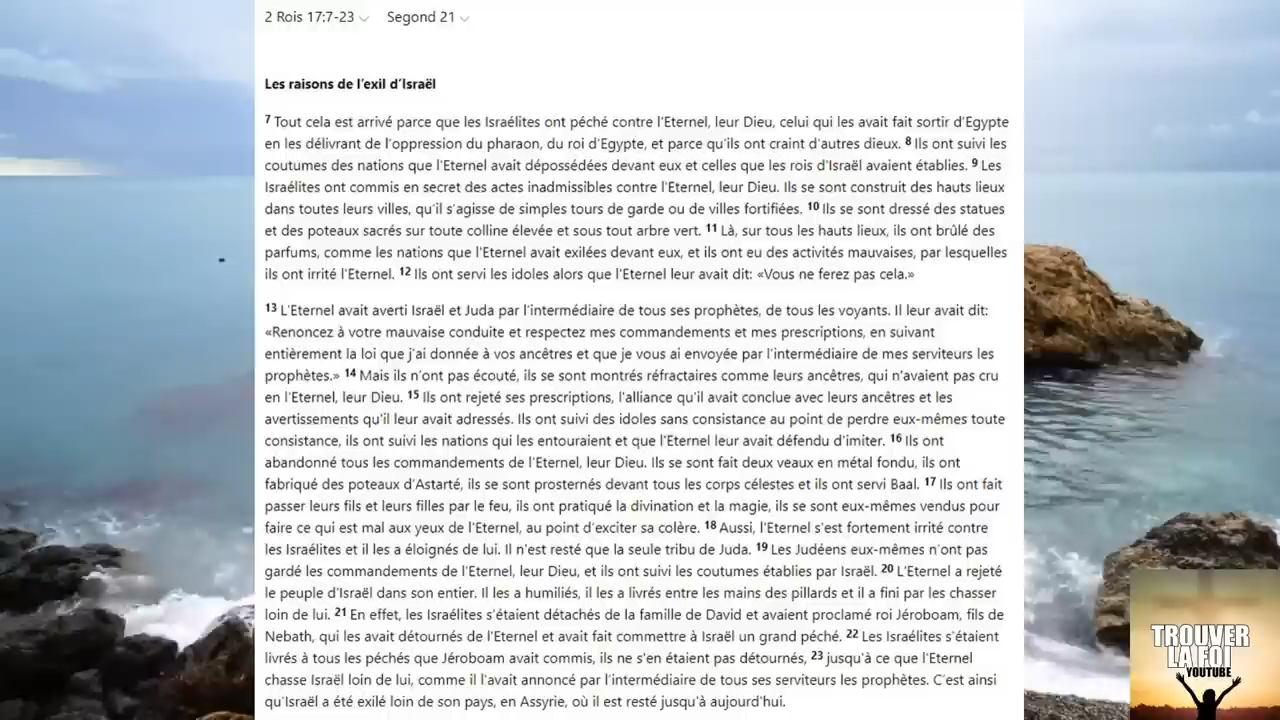 2 Rois 17:7-23 Segond 21
Les raisons de l'exil d'Israël
7 Tout cela est arrivé parce que les Israélites ont péché contre l'Eternel, leur Dieu, celui qui les avait fait sortir d'Egypte
en les délivrant de l'oppression du pharaon, du roi d'Egypte, et parce qu'ils ont craint d'autres dieux. 8 Ils ont suivi les
coutumes des nations que l'Eternel avait dépossédées devant eux et celles que les rois d'Israël avaient établies. 9 Les
Israélites ont commis en secret des actes inadmissibles contre l'Eternel, leur Dieu. Ils se sont construit des hauts lieux
dans toutes leurs villes, qu'il s'agisse de simples tours de garde ou de villes fortifiées. 10 Ils se sont dressé des statues
et des poteaux sacrés sur toute colline élevée et sous tout arbre vert. 11 Là, sur tous les hauts lieux, ils ont brûlé des
parfums, comme les nations que l'Eternel avait exilées devant eux, et ils ont eu des activités mauvaises, par lesquelles
ils ont irrité l'Eternel. 12 Ils ont servi les idoles alors que l'Eternel leur avait dit: «Vous ne ferez pas cela.»
13 L'Eternel avait averti Israël et Juda par l'intermédiaire de tous ses prophètes, de tous les voyants. Il leur avait dit:
«Renoncez à votre mauvaise conduite et respectez mes commandements et mes prescriptions, en suivant
entièrement la loi que j'ai donnée à vos ancêtres et que je vous ai envoyée par l'intermédiaire de mes serviteurs les
prophètes.» 14 Mais ils n'ont pas écouté, ils se sont montrés réfractaires comme leurs ancêtres, qui n'avaient pas cru
en l'Eternel, leur Dieu. 15 Ils ont rejeté ses prescriptions, l'alliance qu'il avait conclue avec leurs ancêtres et les
avertissements qu'il leur avait adressés. Ils ont suivi des idoles sans consistance au point de perdre eux-mêmes toute
consistance, ils ont suivi les nations qui les entouraient et que l'Eternel leur avait défendu d'imiter. 16 Ils ont
abandonné tous les commandements de l'Eternel, leur Dieu. Ils se sont fait deux veaux en métal fondu, ils ont
fabriqué des poteaux d'Astarté, ils se sont prosternés devant tous les corps célestes et ils ont servi Baal. 17 Ils ont fait
passer leurs fils et leurs filles par le feu, ils ont pratiqué la divination et la magie, ils se sont eux-mêmes vendus pour
faire ce qui est mal aux yeux de l'Eternel, au point d'exciter sa colère. 18 Aussi, l'Eternel s'est fortement irrité contre
les Israélites et il les a éloignés de lui. Il n'est resté que la seule tribu de Juda. 19 Les Judéens eux-mêmes n'ont pas
gardé les commandements de l'Eternel, leur Dieu, et ils ont suivi les coutumes établies par Israël. 20 L'Eternel a rejeté
le peuple d'Israël dans son entier. Il les a humiliés, il les a livrés entre les mains des pillards et il a fini par les chasser
loin de lui. 21 En effet, les Israélites s'étaient détachés de la famille de David et avaient proclamé roi Jéroboam, fils de
Nebath, qui les avait détournés de l'Eternel et avait fait commettre à Israël un grand péché. 22 Les Israélites s'étaient
livrés à tous les péchés que Jéroboam avait commis, ils ne s'en étaient pas détournés, 23 jusqu'à ce que l'Eternel
chasse Israël loin de lui, comme il l'avait annoncé par l'intermédiaire de tous ses serviteurs les prophètes. C'est ainsi
qu'Israël a été exilé loin de son pays, en Assyrie, où il est resté jusqu'à aujourd'hui.
TROUVER
LA FOI
YOUTUBE